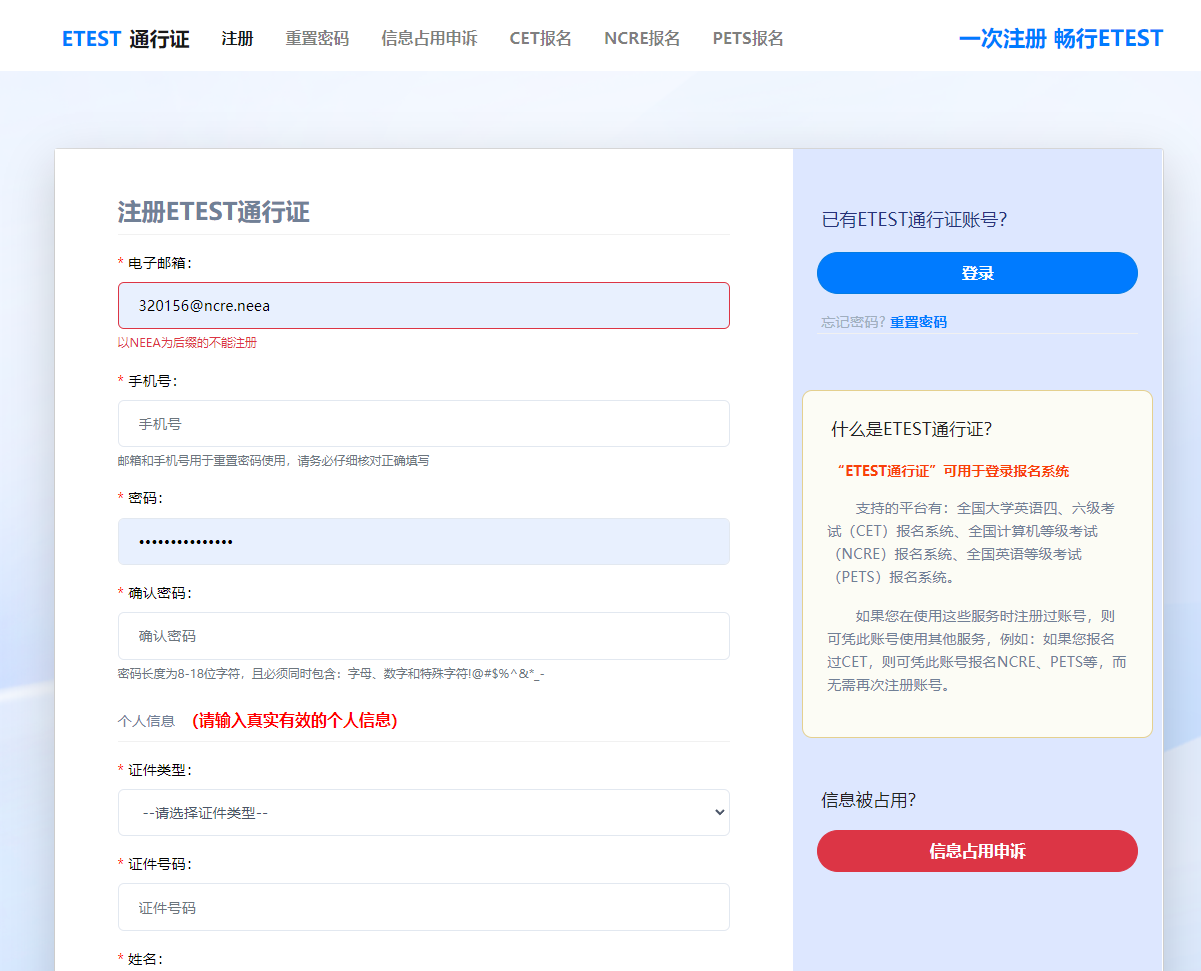 ETEST 通行证 注册 重置密码 信息占用申诉 CET报名 NCRE报名 PETS报名 一次注册 畅行ETEST
注册ETEST通行证
* 电子邮箱：
320156@ncre.neea
以NEEA为后缀的不能注册
* 手机号：
手机号
邮箱和手机号用于重置密码使用，请务必仔细核对正确填写
* 密码：
•••••••••••••••
* 确认密码：
确认密码
密码长度为8-18位字符，且必须同时包含：字母、数字和特殊字符!@#$%^&*_-
个人信息 (请输入真实有效的个人信息)
* 证件类型：
--请选择证件类型--
* 证件号码：
证件号码
* 姓名：
已有ETEST通行证账号?
登录
忘记密码? 重置密码
什么是ETEST通行证?
“ETEST通行证”可用于登录报名系统
支持的平台有：全国大学英语四、六级考
试（CET）报名系统、全国计算机等级考试
（NCRE）报名系统、全国英语等级考试
（PETS）报名系统。
如果您在使用这些服务时注册过账号，则
可凭此账号使用其他服务，例如：如果您报名
过CET，则可凭此账号报名NCRE、PETS等，而
无需再次注册账号。
信息被占用?
信息占用申诉